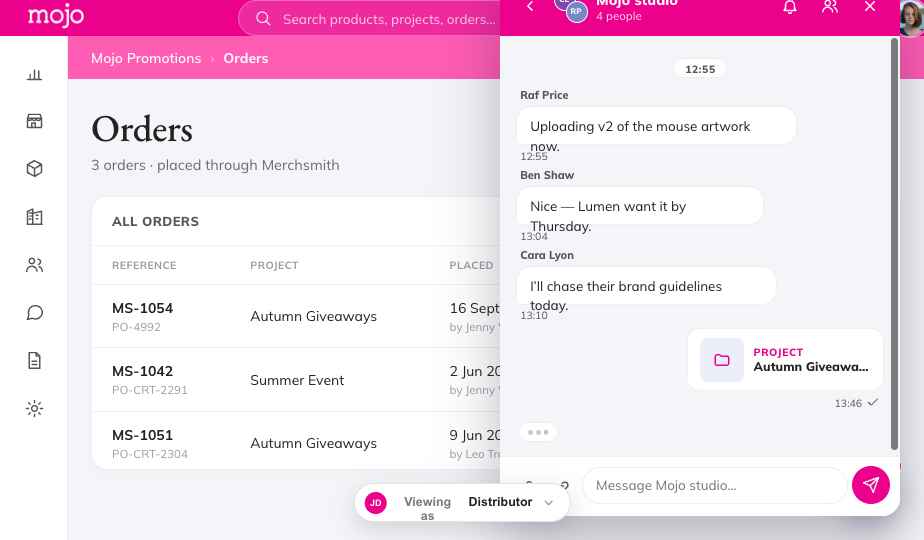 mojo
Search products, projects, orders...
Mojo Promotions › Orders
Orders
3 orders · placed through Merchsmith
ALL ORDERS
REFERENCE PROJECT PLACED
MS-1054
PO-4992
Autumn Giveaways
16 Sept
by Jenny
MS-1042
PO-CRT-2291
Summer Event
2 Jun 20
by Jenny
MS-1051
PO-CRT-2304
Autumn Giveaways
9 Jun 20
by Leo
JD
Viewing
as
Distributor
RP
Mojo studio
4 people
12:55
Raf Price
Uploading v2 of the mouse artwork
now.
12:55
Ben Shaw
Nice — Lumen want it by
Thursday.
13:04
Cara Lyon
I'll chase their brand guidelines
today.
13:10
PROJECT
Autumn Giveawa...
13:46
Message Mojo studio...